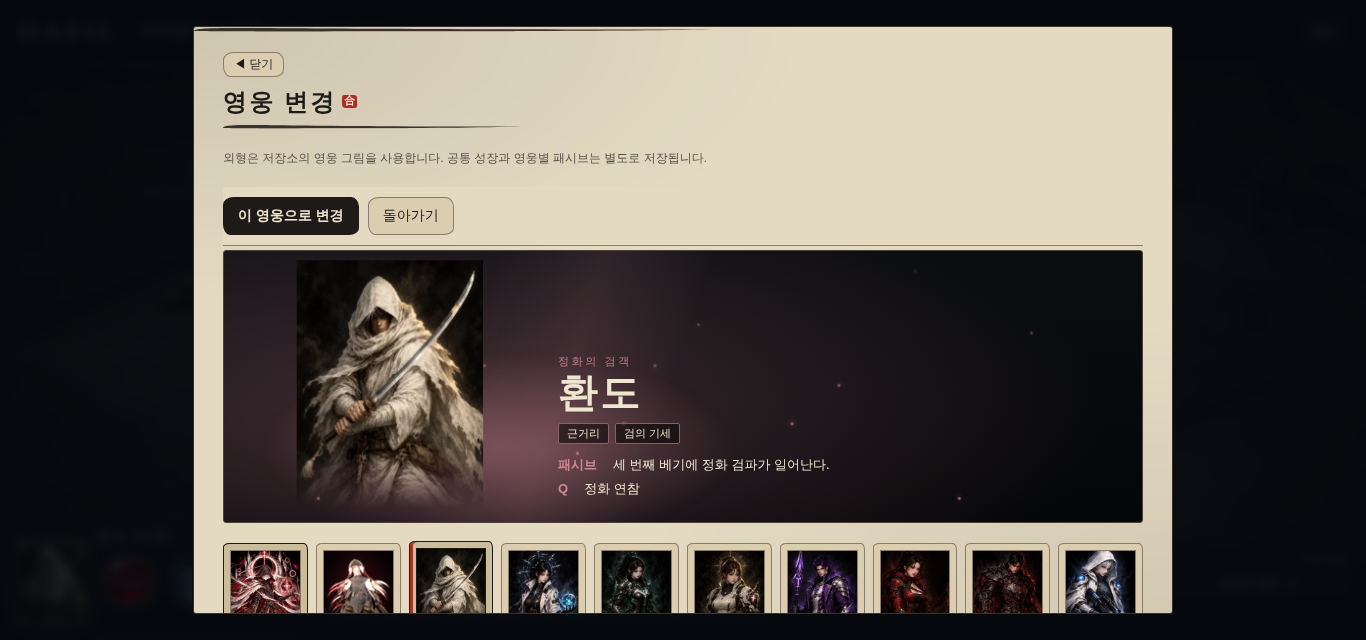 ◀ 닫기
영웅 변경 合
외형은 저장소의 영웅 그림을 사용합니다. 공통 성장과 영웅별 패시브는 별도로 저장됩니다.
이 영웅으로 변경 돌아가기
정화의 검객
환도
근거리 검의 기세
패시브 세 번째 베기에 정화 검파가 일어난다.
Q 정화 연참